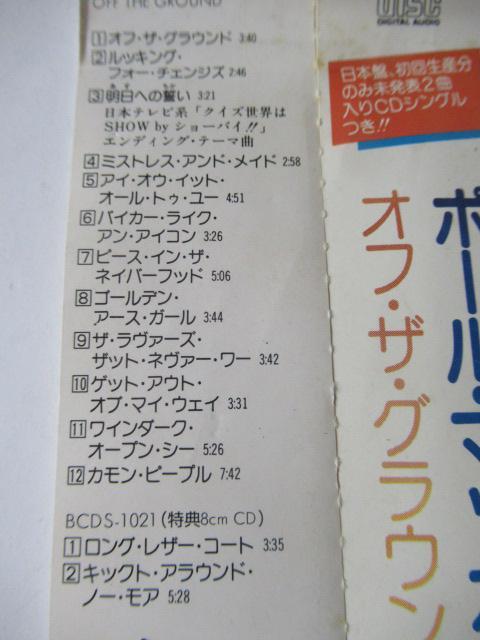 OFF THE GROUND
1 オフ・ザ・グラウンド 3:40
2 ルッキング・
フォー・チェンジズ 2:46
3 明日への誓い 3:21
日本テレビ系「クイズ世界は
SHOW by ショーバイ!!」
エンディング・テーマ曲
4 ミストレス・アンド・メイド 2:58
5 アイ・オウ・イット・
オール・トゥ・ユー 4:51
6 バイカー・ライク・
アン・アイコン 3:26
7 ピース・イン・ザ・
ネイバーフッド 5:06
8 ゴールデン・
アース・ガール 3:44
9 ザ・ラヴァーズ・
ザット・ネヴァー・ワー 3:42
10 ゲット・アウト・
オブ・マイ・ウェイ 3:31
11 ワインダーク・
オープン・シー 5:26
12 カモン・ピープル 7:42
BCDS-1021 (特典8cm CD)
1 ロング・レザー・コート 3:35
2 キックト・アラウンド・
ノー・モア 5:28
DISC
DIGITAL AUDIO
日本盤、初回生産分
のみ未発表2曲
入りCDシングル
つき!!
ポール・マッ
オフ・ザ・グラウン